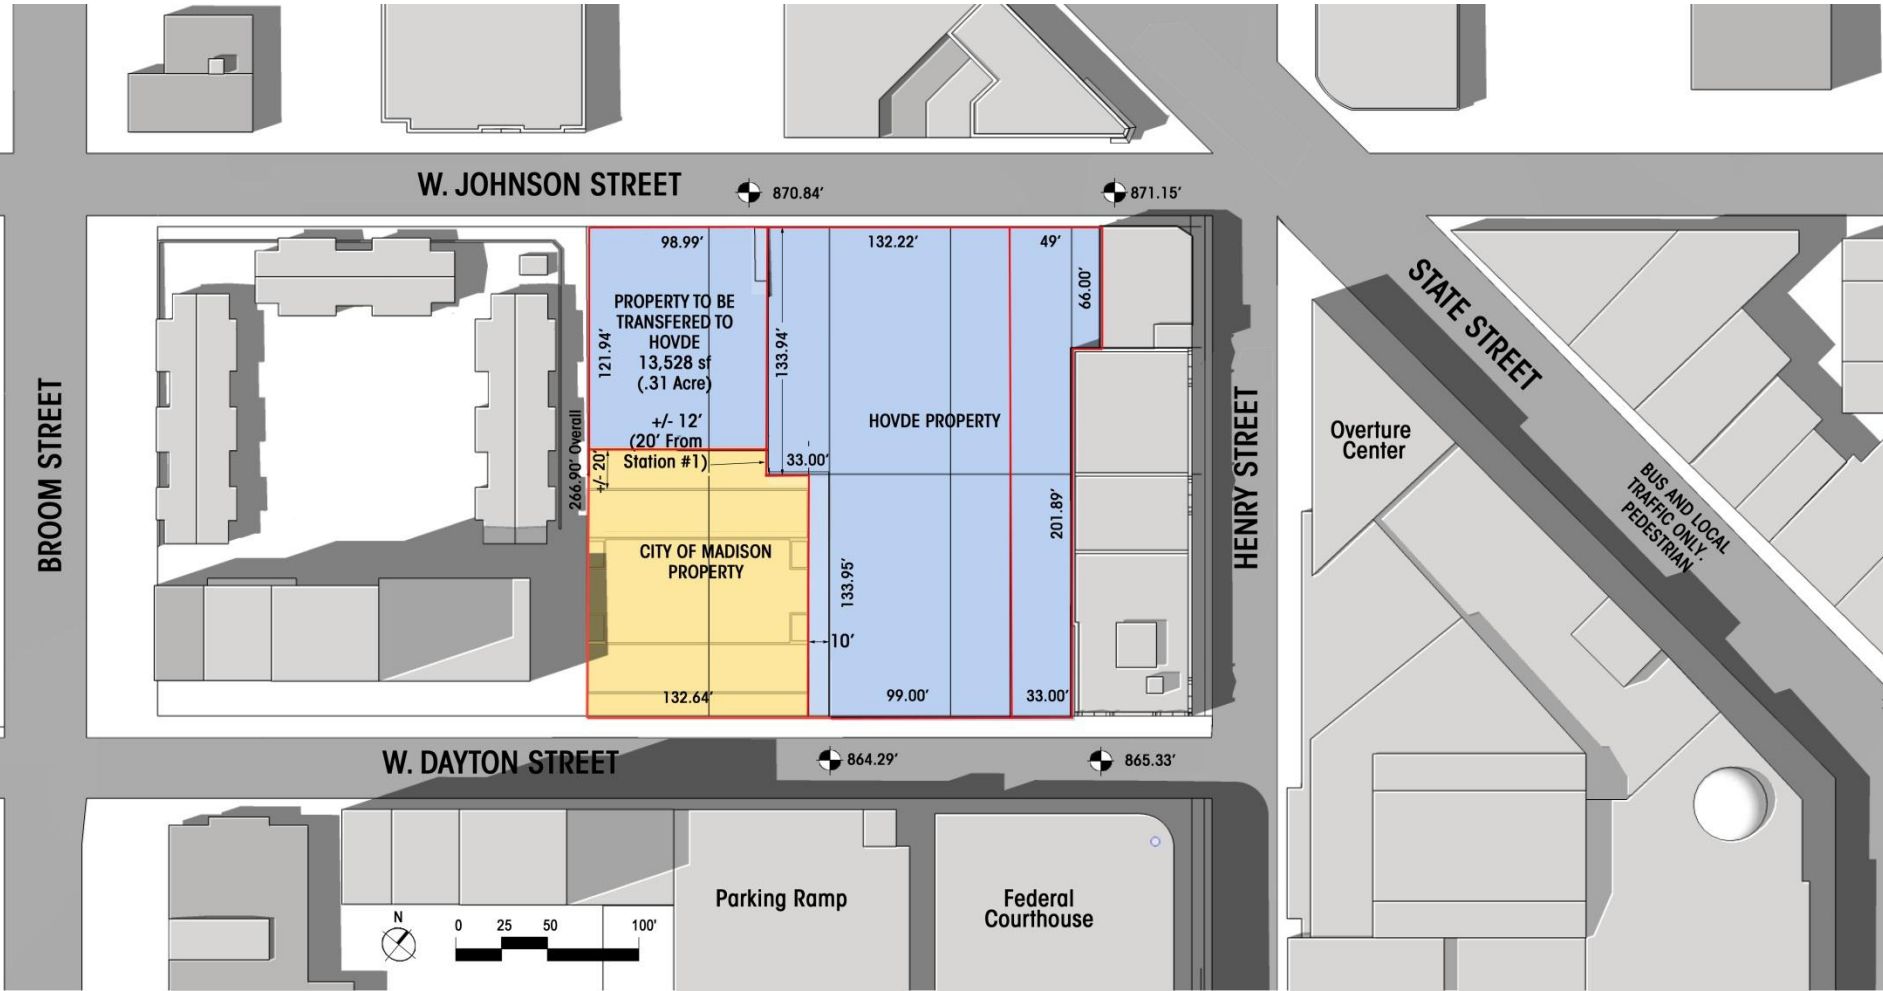 W. JOHNSON STREET
870.84’
871.15’
98.99’
132.22’
49’
66.00’
PROPERTY TO BE
TRANSFERED TO
HOVDE
13,528 sf
(.31 Acre)
121.94’
133.94’
+/- 12’
(20’ From
Station #1)
33.00’
HOVDE PROPERTY
266.90’ Overall
+/- 20’
201.89’
CITY OF MADISON
PROPERTY
133.95’
10’
132.64’
99.00’
33.00’
BROOM STREET
HENRY STREET
STATE STREET
Overture
Center
BUS AND LOCAL
TRAFFIC ONLY.
PEDESTRIAN
W. DAYTON STREET
864.29’
865.33’
Parking Ramp
Federal
Courthouse
N
0 25 50 100’